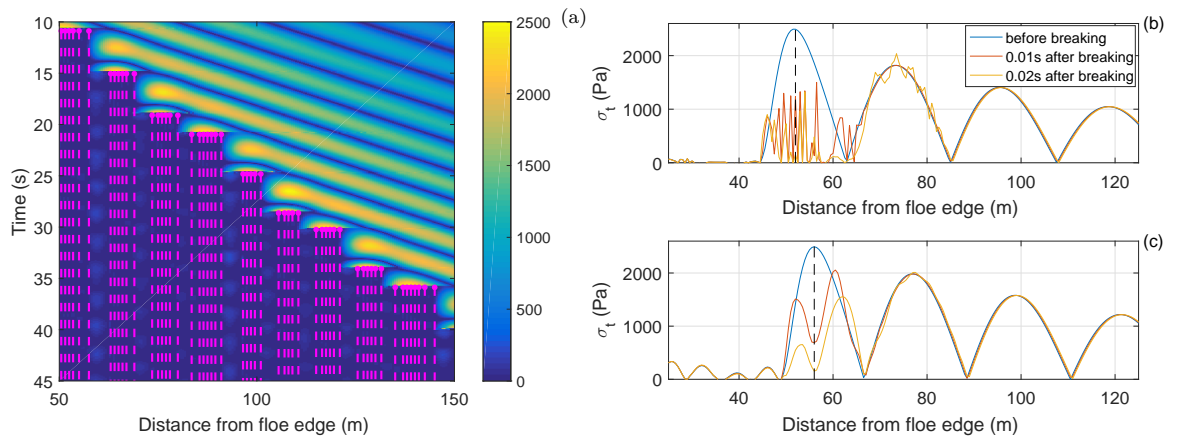 (a)
2500
2000
1500
1000
500
0
10
15
20
25
30
35
40
45
Time (s)
50
100
150
Distance from floe edge (m)
(b)
before breaking
0.01s after breaking
0.02s after breaking
2000
1000
0
σt (Pa)
40
60
80
100
120
Distance from floe edge (m)
(c)
2000
1000
0
σt (Pa)
40
60
80
100
120
Distance from floe edge (m)